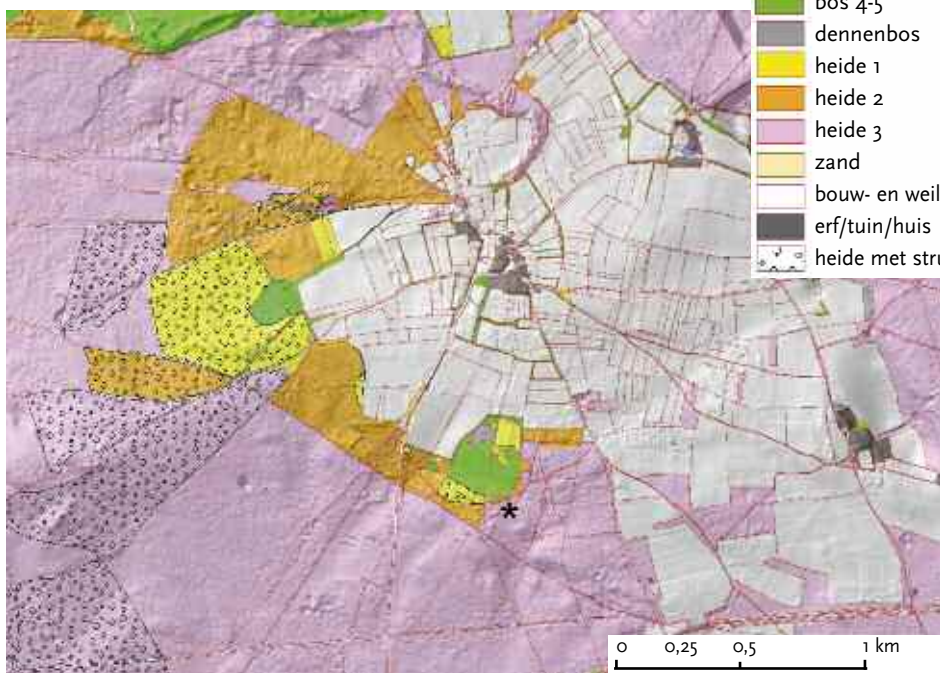 bos 4-5
dennenbos
heide 1
heide 2
heide 3
zand
bouw- en weil
erf/tuin/huis
heide met stru
*
0 0,25 0,5 1 km